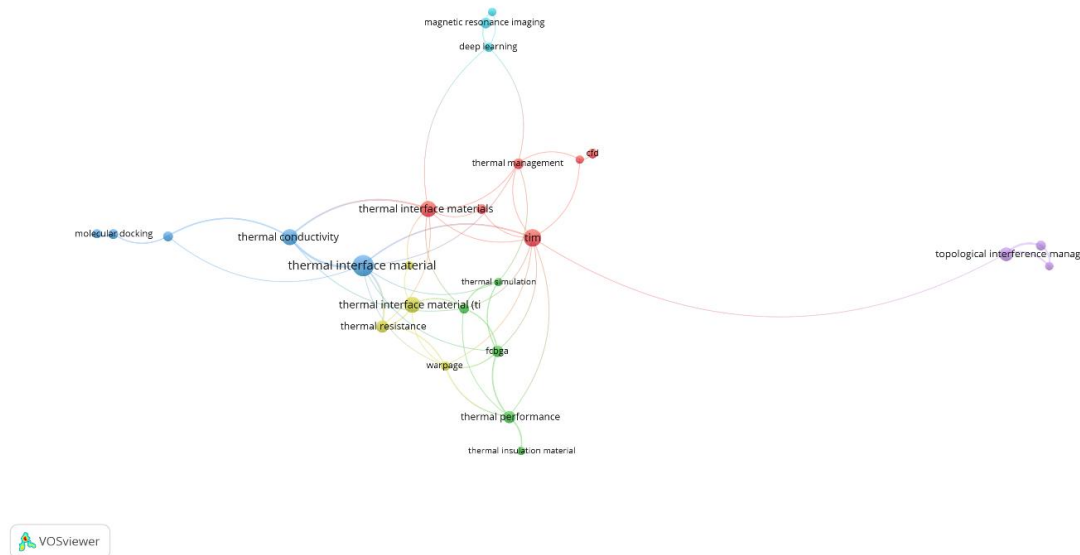 magnetic resonance imaging
deep learning
cfd
thermal management
thermal interface materials
molecular docking
thermal conductivity
tim
topological interference manag
thermal interface material
thermal simulation
thermal interface material (ti
thermal resistance
fcbga
warpage
thermal performance
thermal insulation material
VOSviewer